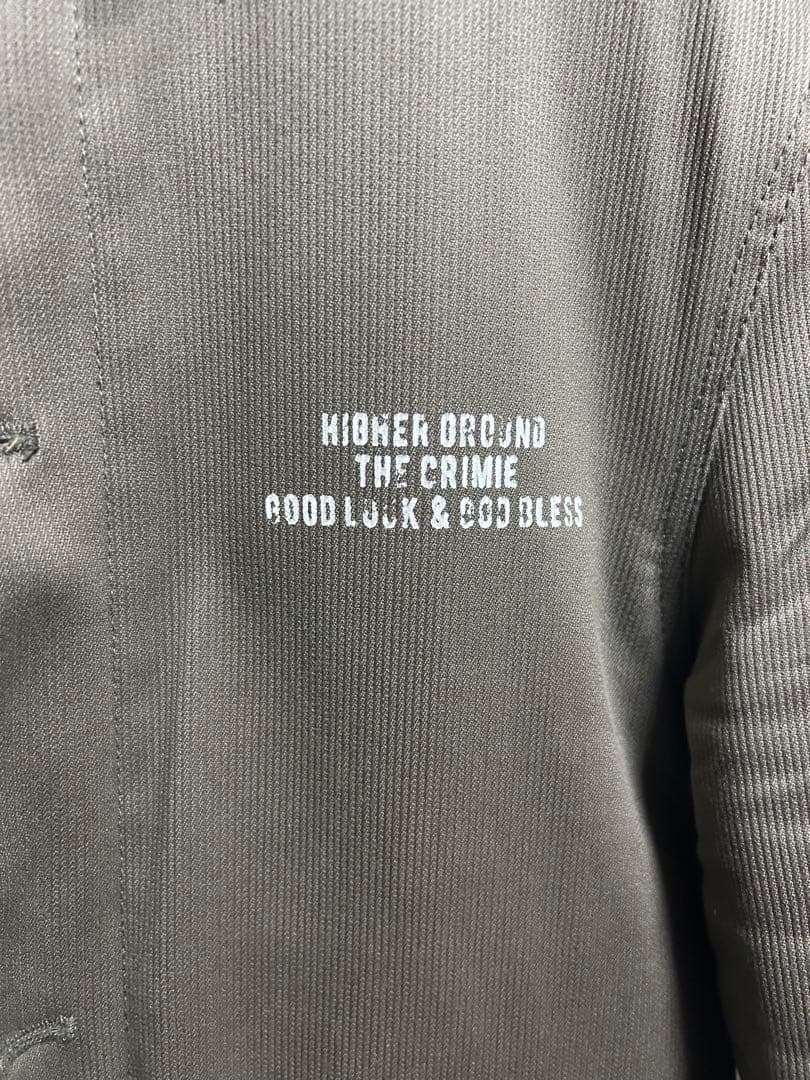 HIGHER GROUND
THE CRIMIE
GOOD LUCK & GOD BLESS